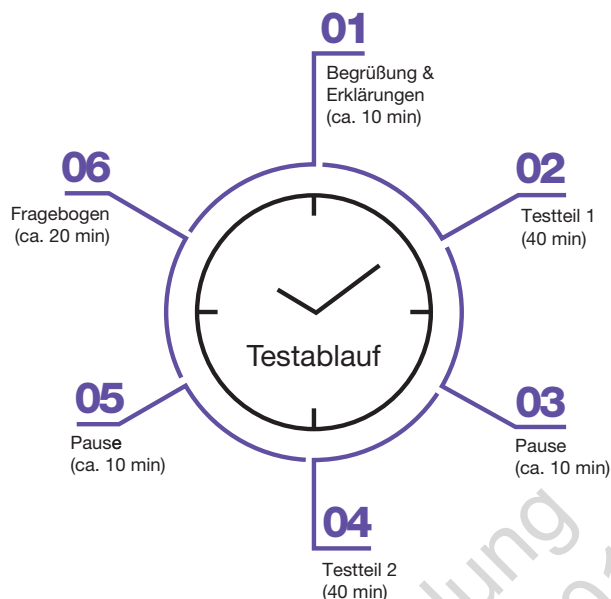 01
Begrüßung &
Erklärungen
(ca. 10 min)
02
Testteil 1
(40 min)
03
Pause
(ca. 10 min)
04
Testteil 2
(40 min)
05
Pause
(ca. 10 min)
06
Fragebogen
(ca. 20 min)
Testablauf